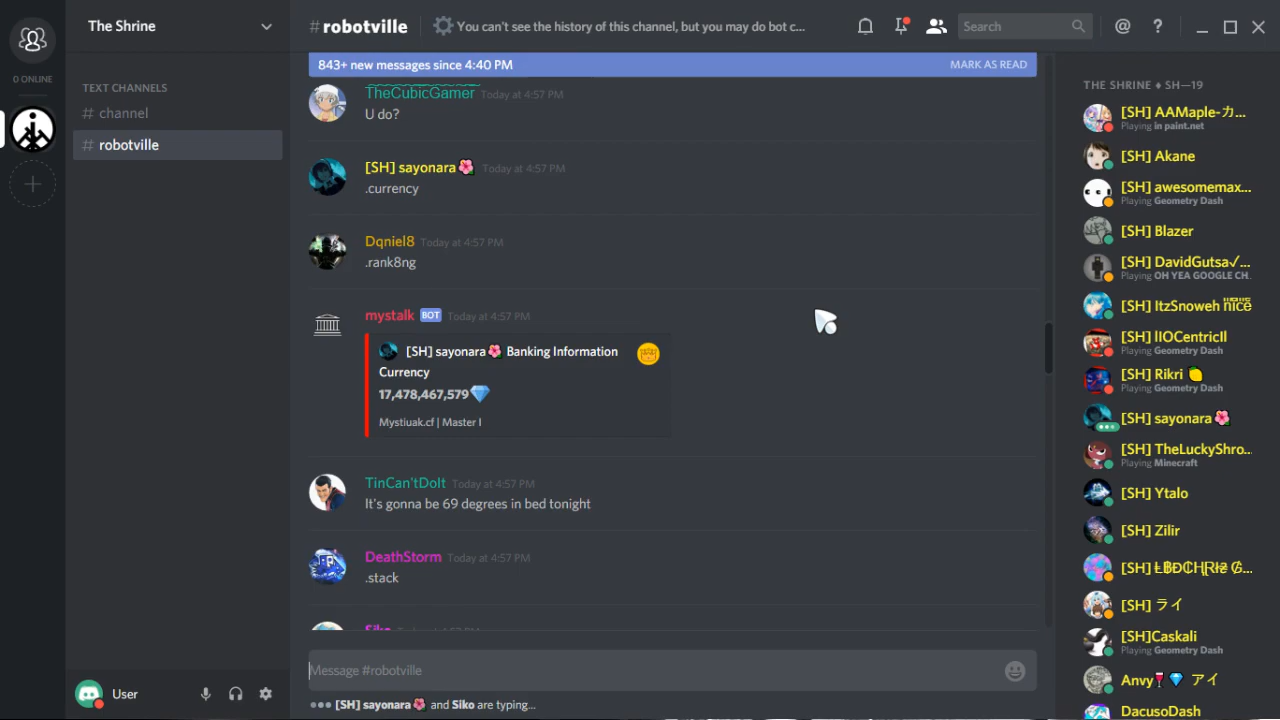 The Shrine
0 ONLINE
TEXT CHANNELS
# channel
# robotville
User
# robotville
You can't see the history of this channel, but you may do bot c...
Search
@ ?
843+ new messages since 4:40 PM
MARK AS READ
TheCubicGamer Today at 4:57 PM
U do?
[SH] sayonara🌺 Today at 4:57 PM
.currency
Dqniel8 Today at 4:57 PM
.rank8ng
mystalk BOT Today at 4:57 PM
[SH] sayonara🌺 Banking Information
Currency
17,478,467,579💎
Mystiuak.cf | Master I
TinCan'tDoIt Today at 4:57 PM
It's gonna be 69 degrees in bed tonight
DeathStorm Today at 4:57 PM
.stack
Siko Today at 4:57 PM
Message #robotville
[SH] sayonara🌺 and Siko are typing...
THE SHRINE ♦ SH—19
[SH] AAMaple-カ...
Playing in paint.net
[SH] Akane
[SH] awesomemax...
Playing Geometry Dash
[SH] Blazer
[SH] DavidGutsa✓...
Playing OH YEA GOOGLE CH
[SH] ItzSnoweh
[SH] IIOCentricII
Playing Geometry Dash
[SH] Rikri 🍋
Playing Geometry Dash
[SH] sayonara🌺
[SH] TheLuckyShro...
Playing Minecraft
[SH] Ytalo
[SH] Zilir
[SH]
[SH] ライ
[SH]Caskali
Playing Geometry Dash
Anvy🍷💎 アイ
DacusoDash